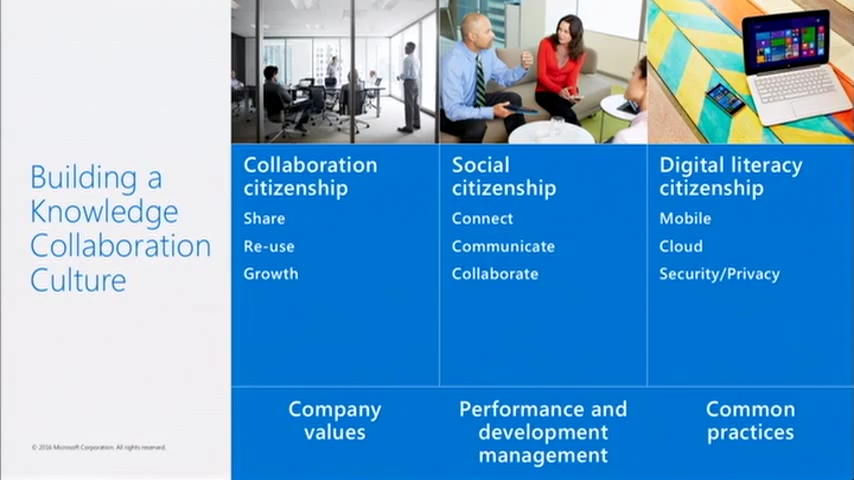 Building a
Knowledge
Collaboration
Culture
© 2016 Microsoft Corporation. All rights reserved.
Collaboration
citizenship
Share
Re-use
Growth
Social
citizenship
Connect
Communicate
Collaborate
Digital literacy
citizenship
Mobile
Cloud
Security/Privacy
Company
values
Performance and
development
management
Common
practices